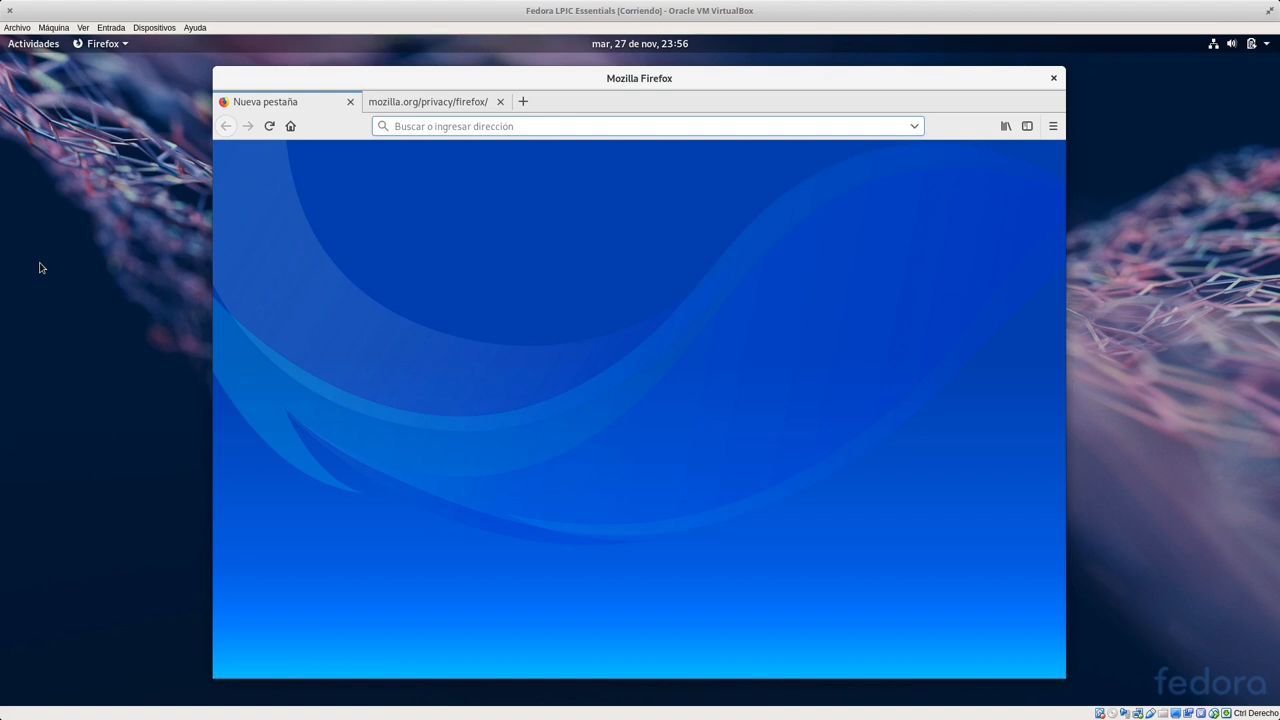 Fedora LPIC Essentials [Corriendo] - Oracle VM VirtualBox
Archivo Máquina Ver Entrada Dispositivos Ayuda
Actividades Firefox mar, 27 de nov, 23:56
Mozilla Firefox
Nueva pestaña mozilla.org/privacy/firefox/
Buscar o ingresar dirección
fedora
Ctrl Derecho